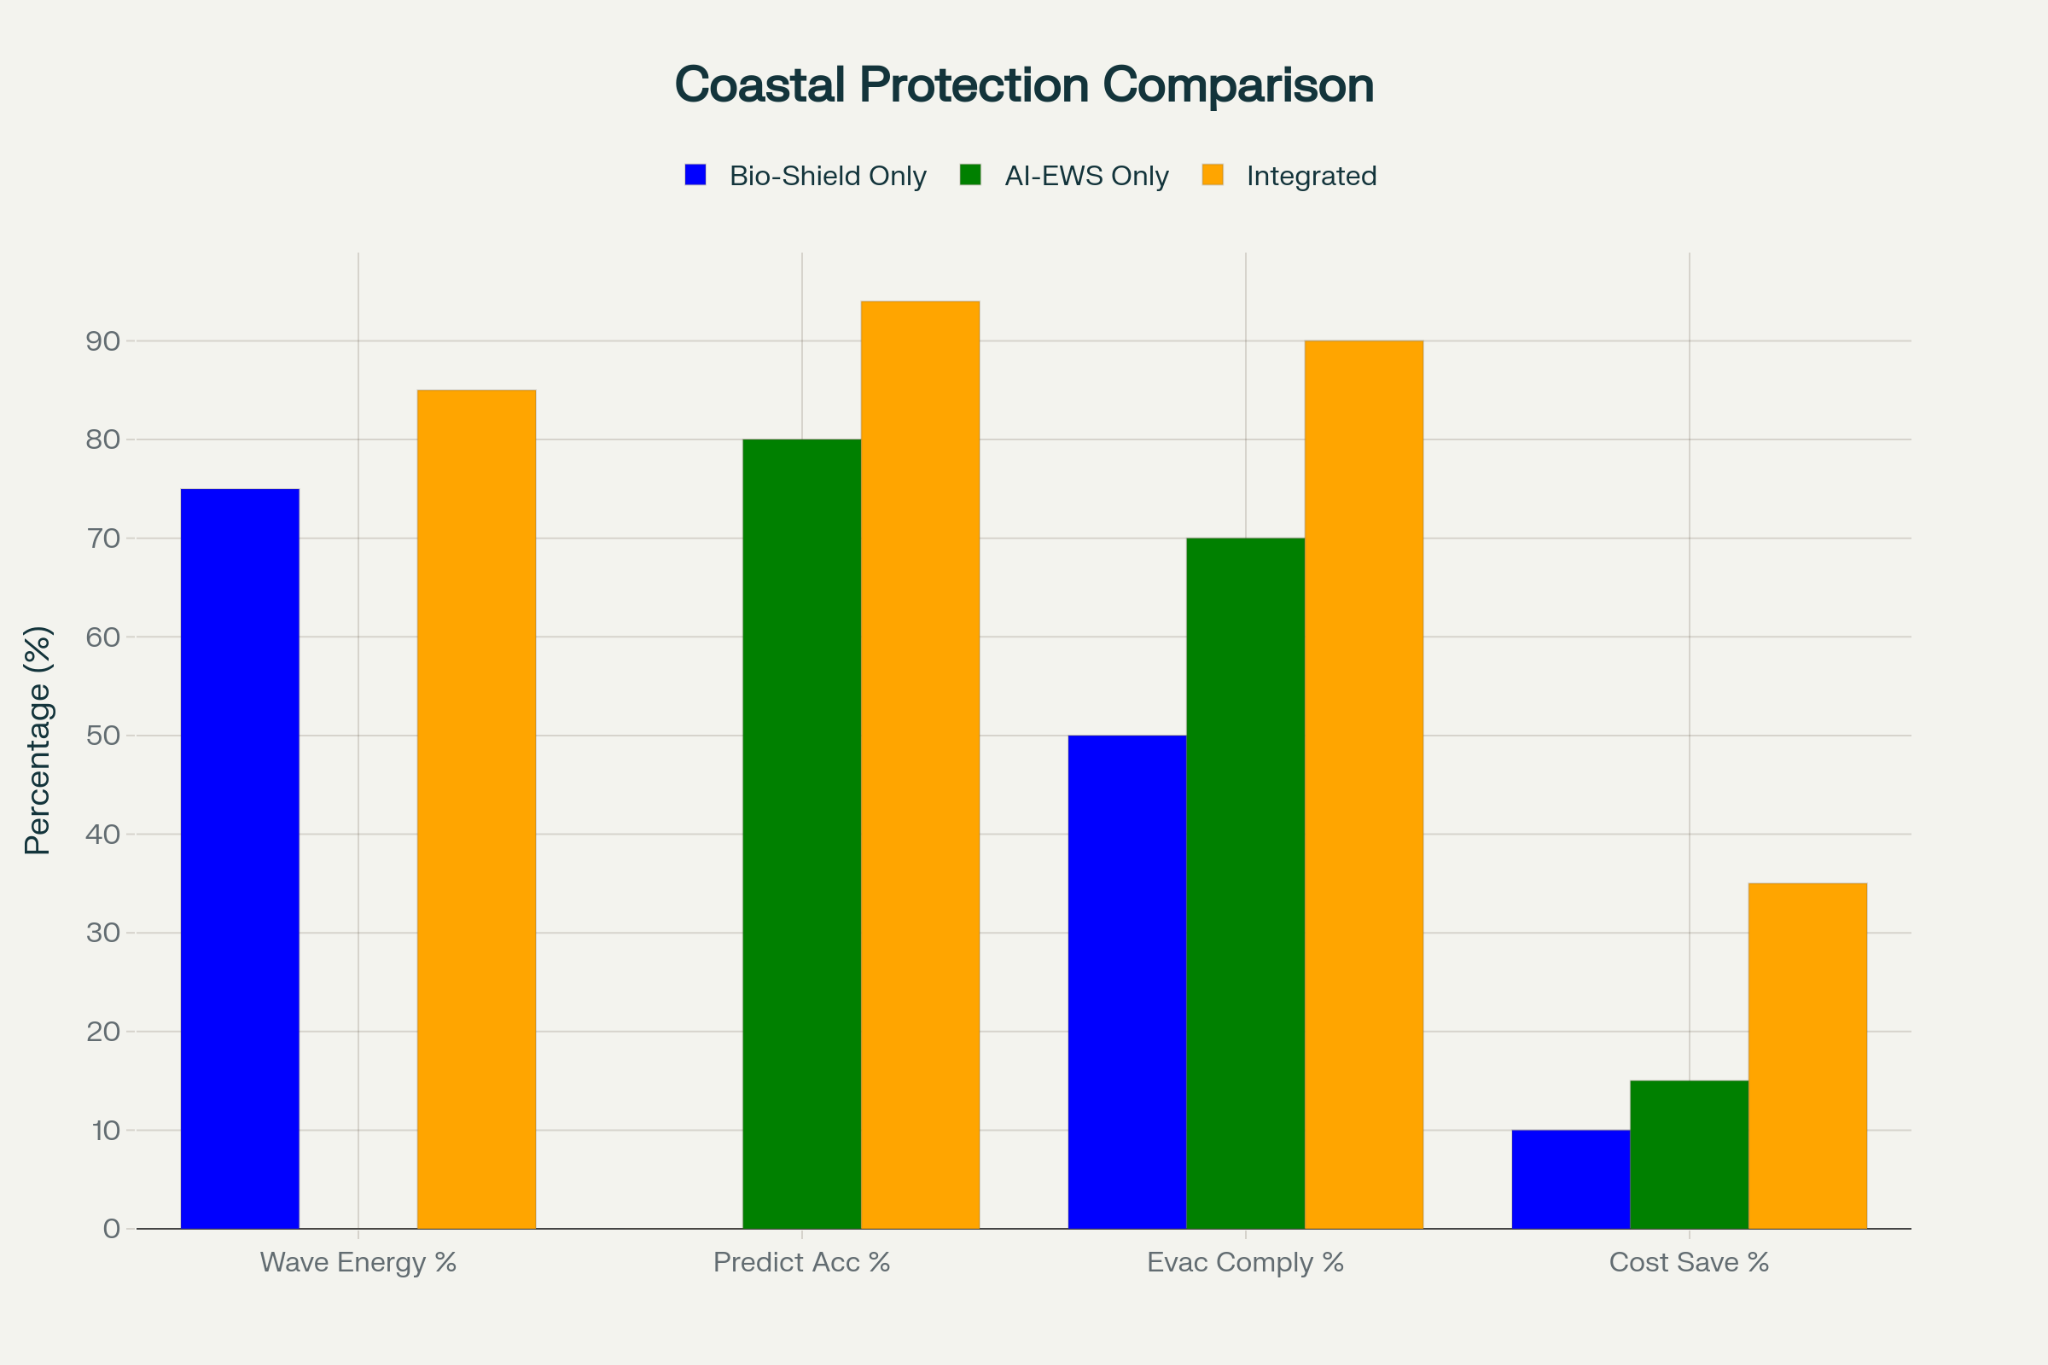 Coastal Protection Comparison
Bio-Shield Only AI-EWS Only Integrated
Percentage (%)
90
80
70
60
50
40
30
20
10
0
Wave Energy % Predict Acc % Evac Comply % Cost Save %